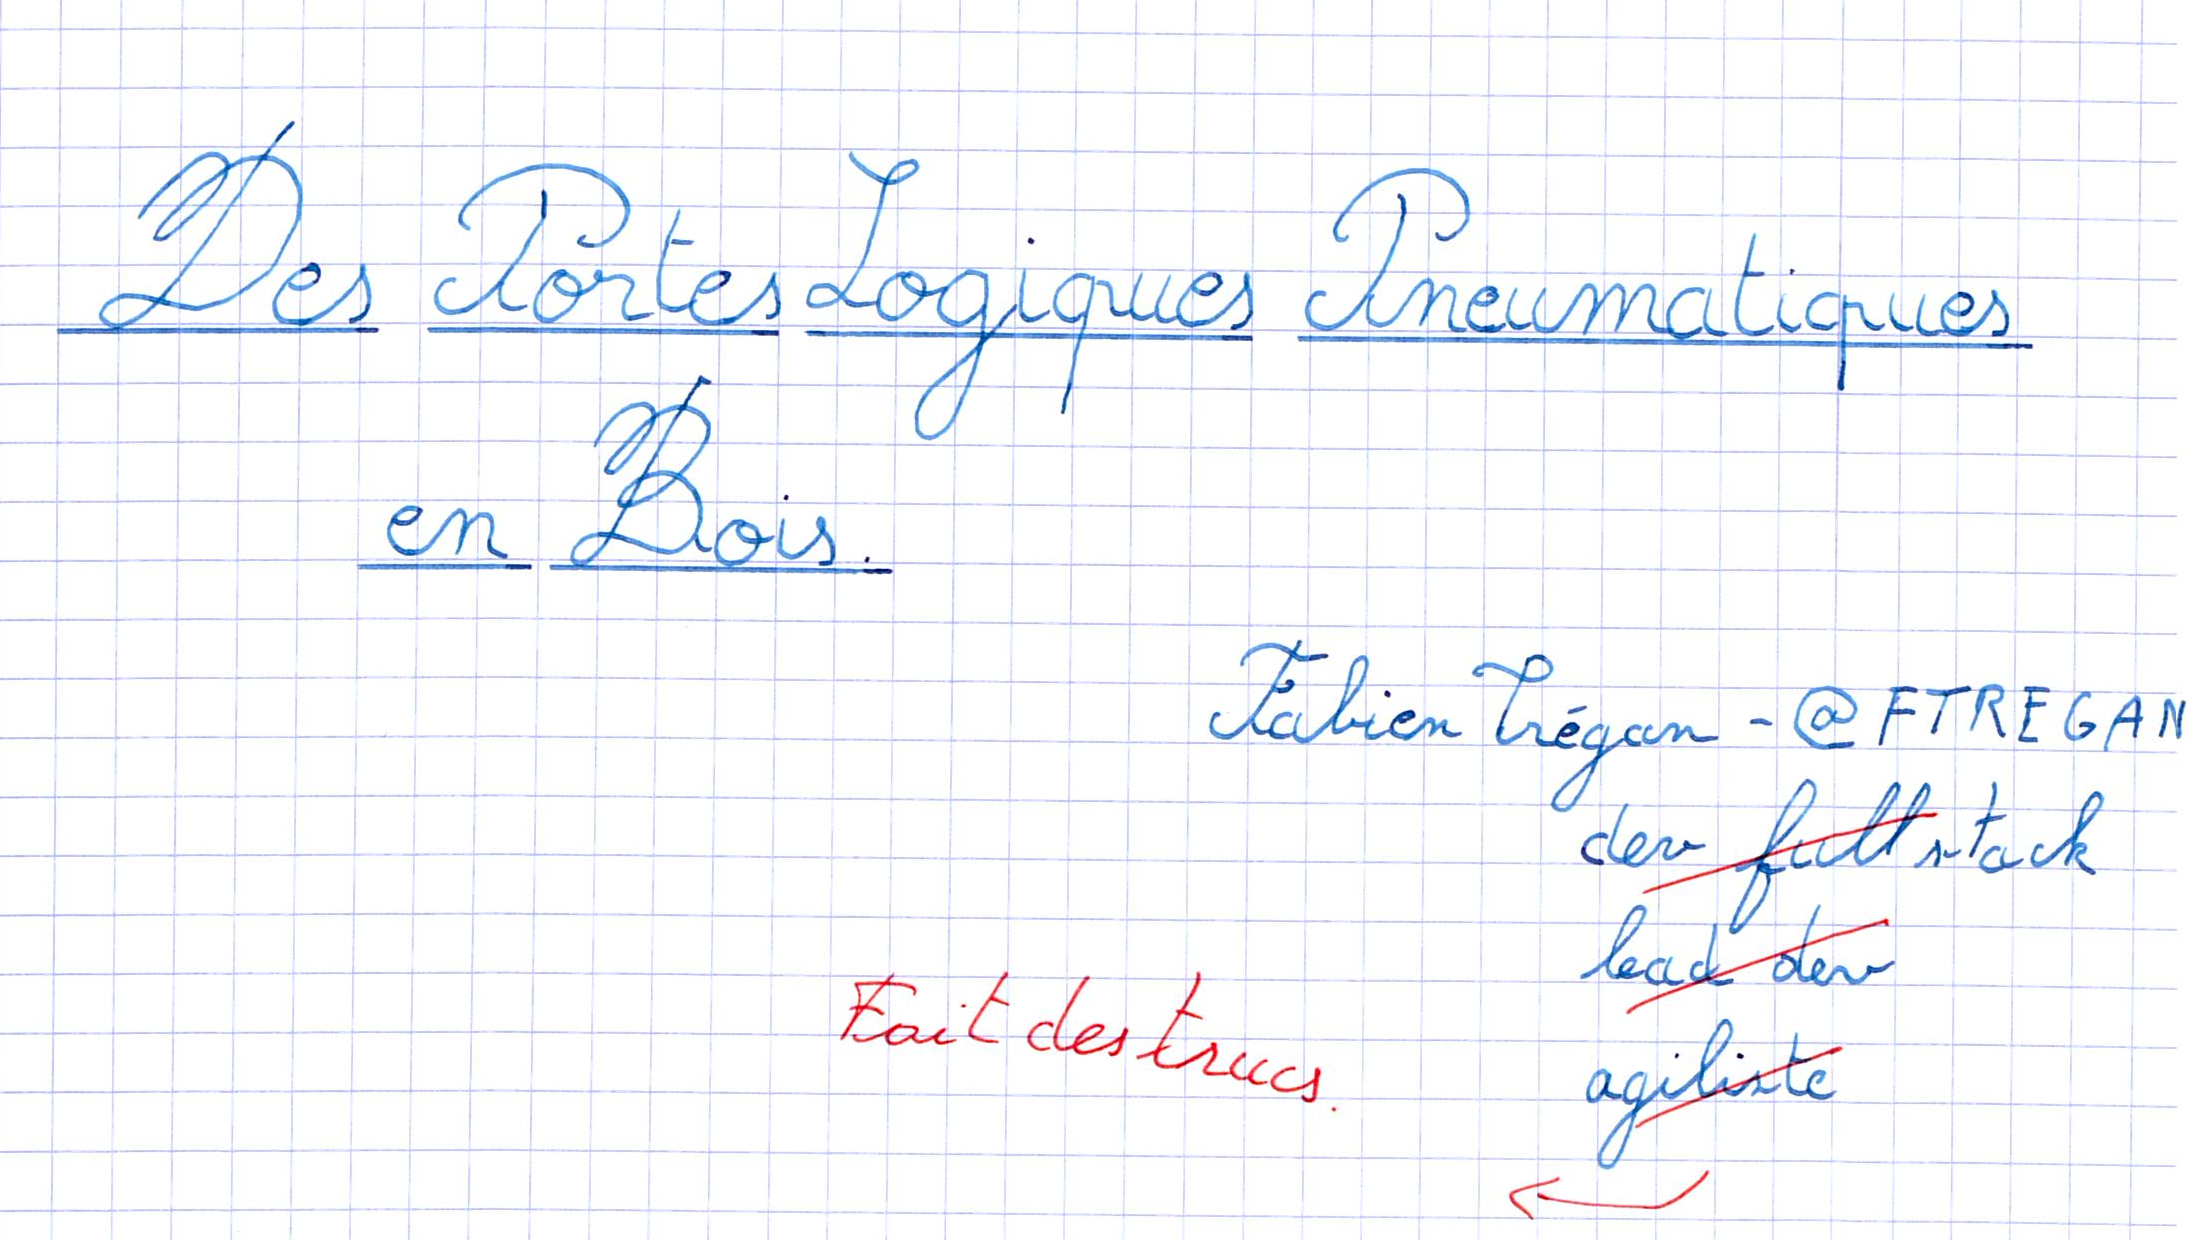 Des Portes Logiques Pneumatiques
en Bois.
Fabien Trégan - @FTREGAN
dev fullstack
lead dev
agiliste
Fait des trucs.